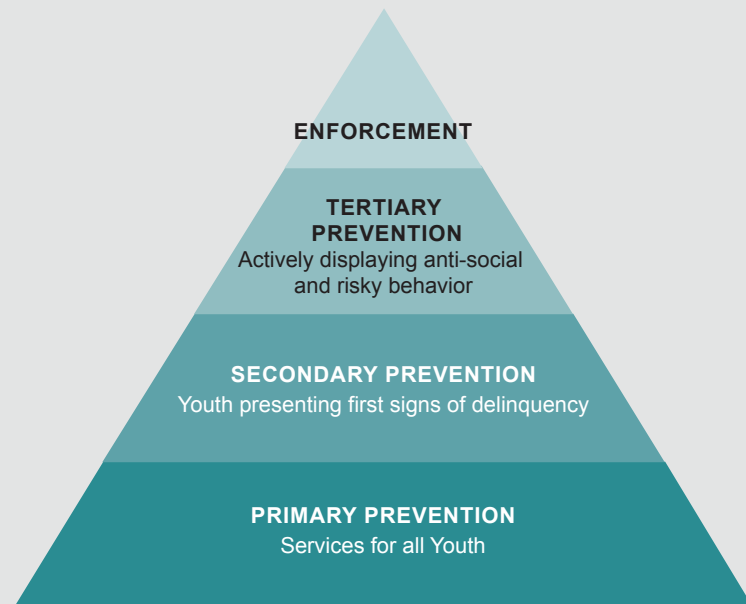 ENFORCEMENT
TERTIARY
PREVENTION
Actively displaying anti-social
and risky behavior
SECONDARY PREVENTION
Youth presenting first signs of delinquency
PRIMARY PREVENTION
Services for all Youth